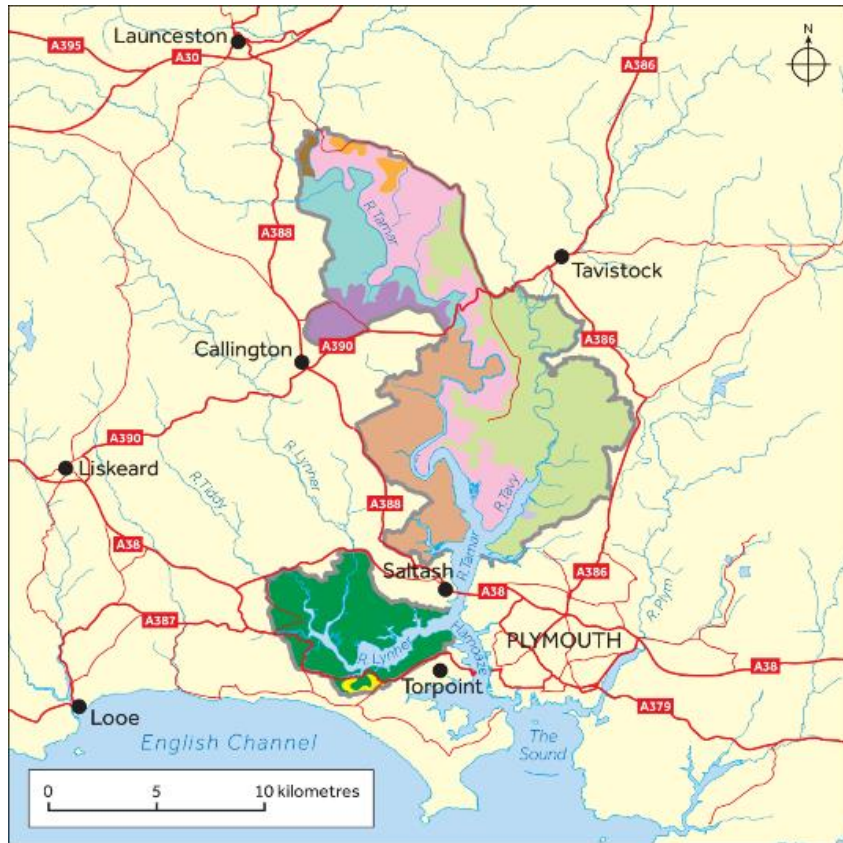 A395
Launceston
A30
A386
N
R.Tamar
A388
Tavistock
A386
Callington
A390
A390
Liskeard
R.Lynher
R.Tiddy
A388
R.Tavy
A38
R.Tamar
A386
Saltash
A38
R.Plym
A387
Hamoaze
PLYMOUTH
R.Lynher
A38
Torpoint
A379
Looe
The
Sound
English Channel
0 5 10 kilometres